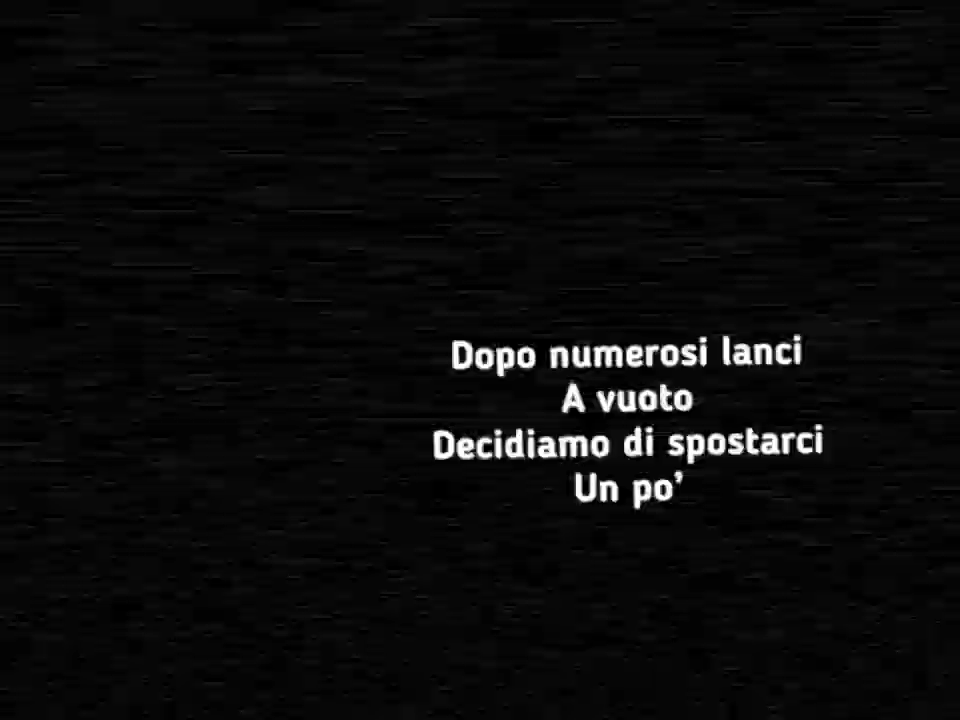 Dopo numerosi lanci
A vuoto
Decidiamo di spostarci
Un po’